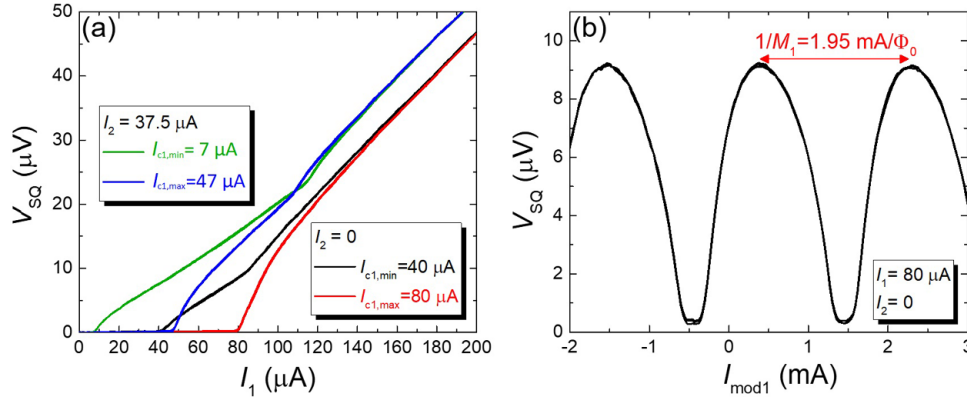 (a)
50
40
30
20
10
0
V_SQ (μV)
I_2 = 37.5 μA
I_c1,min= 7 μA
I_c1,max=47 μA
I_2 = 0
I_c1,min=40 μA
I_c1,max=80 μA
0 20 40 60 80 100 120 140 160 180 200
I_1 (μA)
(b)
10
8
6
4
2
0
V_SQ (μV)
1/M_1=1.95 mA/Φ_0
I_1= 80 μA
I_2= 0
-2 -1 0 1 2 3
I_mod1 (mA)